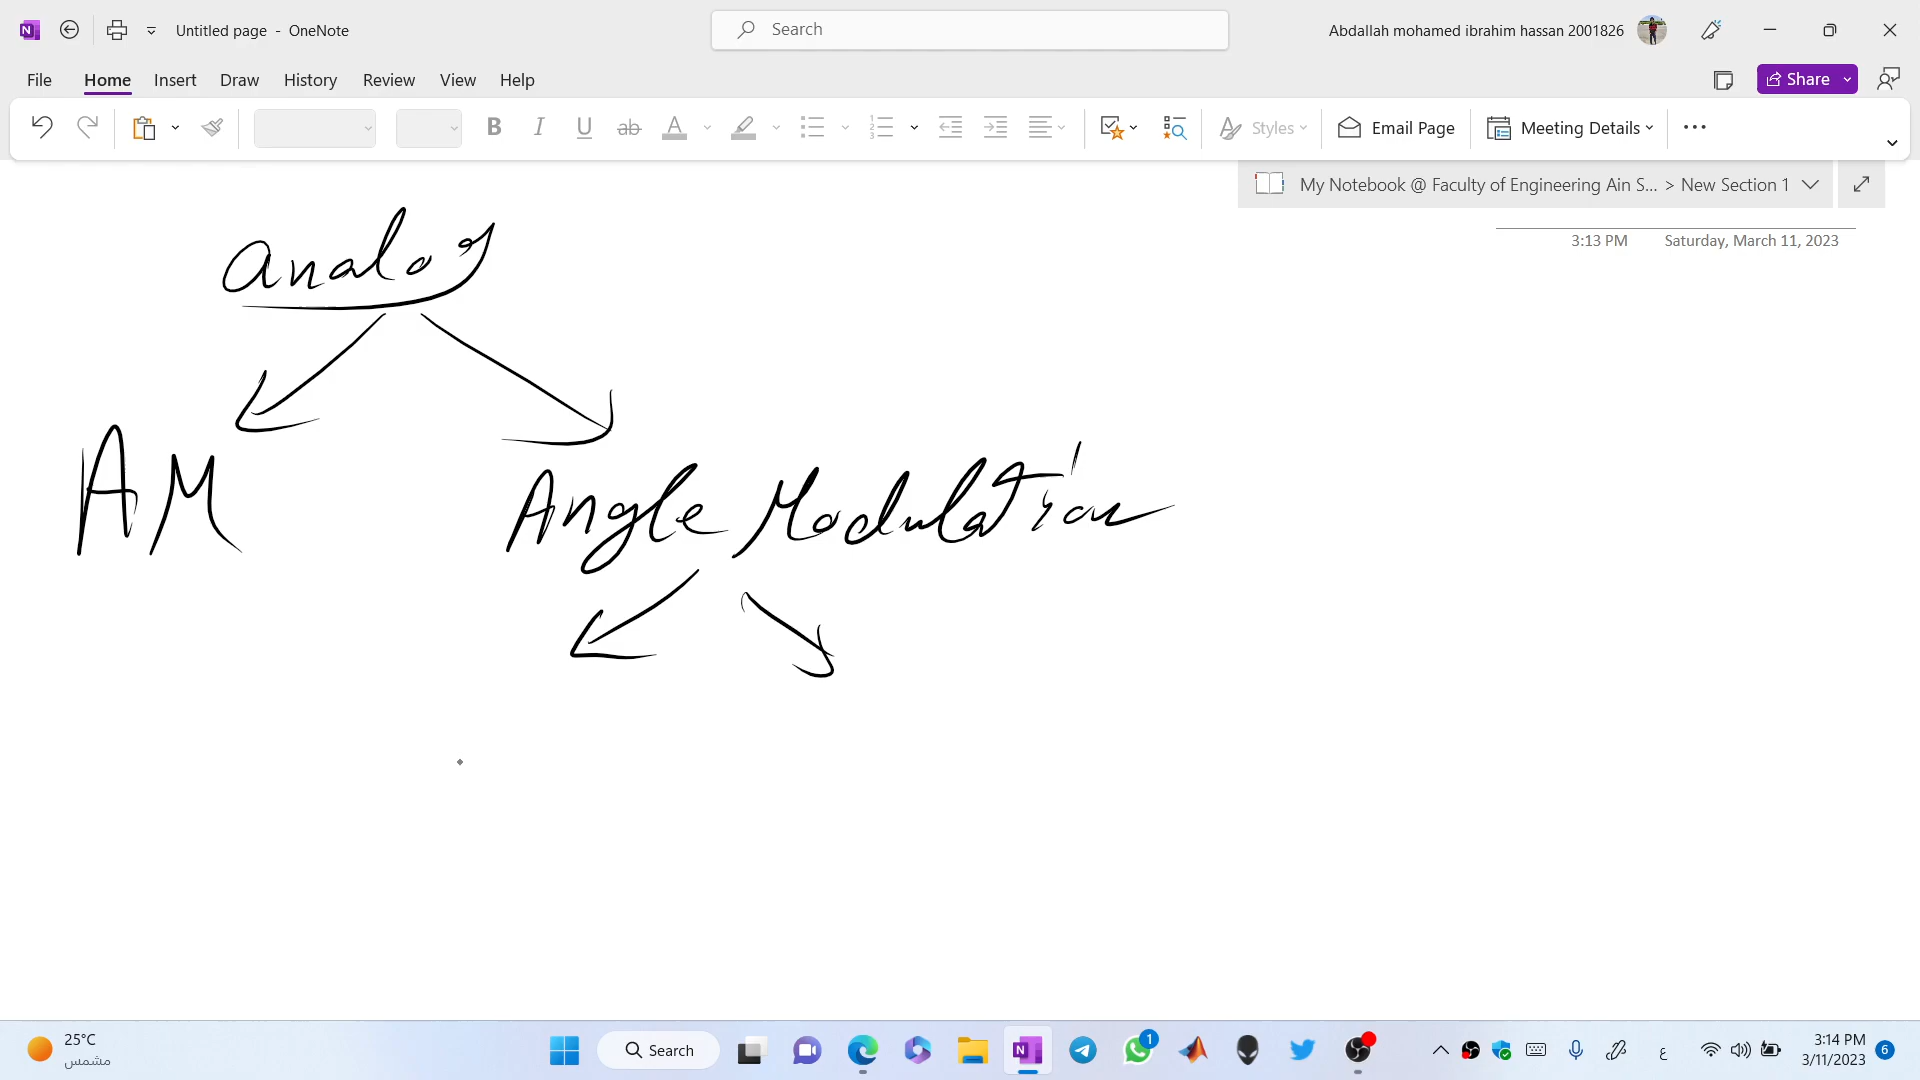 Untitled page - OneNote
Search
Abdallah mohamed ibrahim hassan 2001826
File Home Insert Draw History Review View Help
Share
Styles
Email Page
Meeting Details
My Notebook @ Faculty of Engineering Ain S... > New Section 1
3:13 PM Saturday, March 11, 2023
analog
AM
Angle Modulation
25°C
مشمس
Search
1
ع
3:14 PM
3/11/2023
6